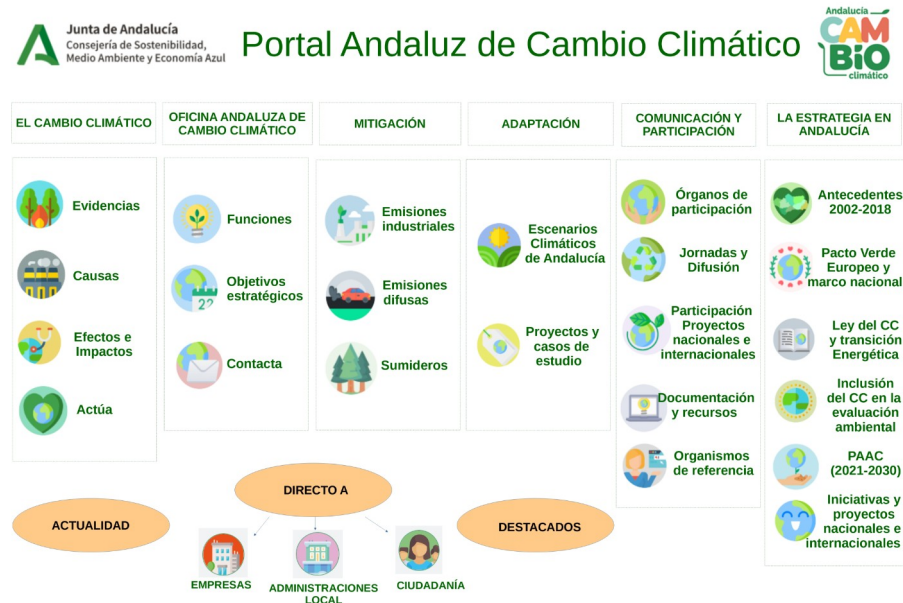 Junta de Andalucía
Consejería de Sostenibilidad,
Medio Ambiente y Economía Azul
Portal Andaluz de Cambio Climático
Andalucía
CAM
BiO
climático
EL CAMBIO CLIMÁTICO
OFICINA ANDALUZA DE
CAMBIO CLIMÁTICO
MITIGACIÓN
ADAPTACIÓN
COMUNICACIÓN Y
PARTICIPACIÓN
LA ESTRATEGIA EN
ANDALUCÍA
Evidencias
Causas
Efectos e
Impactos
Actúa
Funciones
Objetivos
estratégicos
22
Contacta
Emisiones
industriales
Emisiones
difusas
Sumideros
Escenarios
Climáticos
de Andalucía
Proyectos y
casos de
estudio
Órganos de
participación
Jornadas y
Difusión
Participación
Proyectos
nacionales e
internacionales
Documentación
y recursos
Organismos
de referencia
Antecedentes
2002-2018
Pacto Verde
Europeo y
marco nacional
Ley del CC
y transición
Energética
Inclusión
del CC en la
evaluación
ambiental
PAAC
(2021-2030)
Iniciativas y
proyectos
nacionales e
internacionales
ACTUALIDAD
DIRECTO A
EMPRESAS
ADMINISTRACIONES
LOCAL
CIUDADANÍA
DESTACADOS